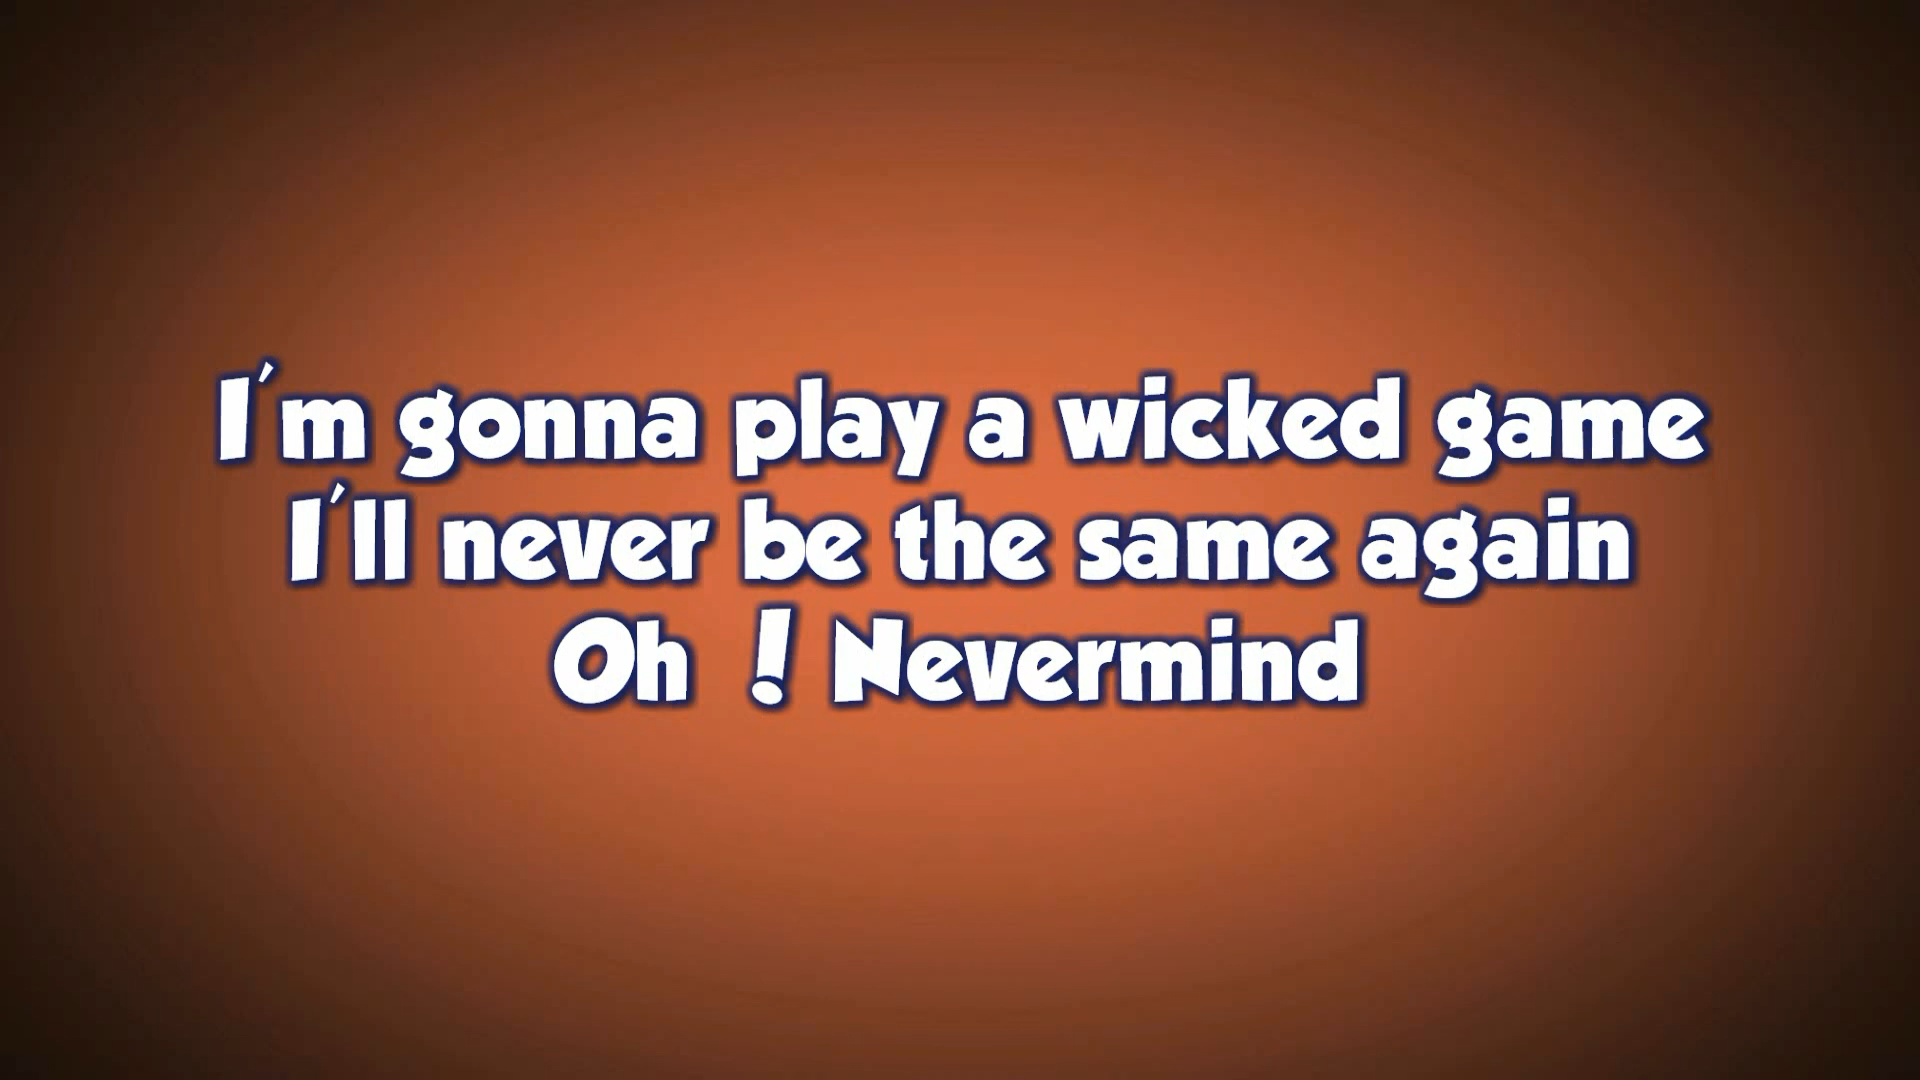 I'm gonna play a wicked game
I'll never be the same again
Oh ! Nevermind